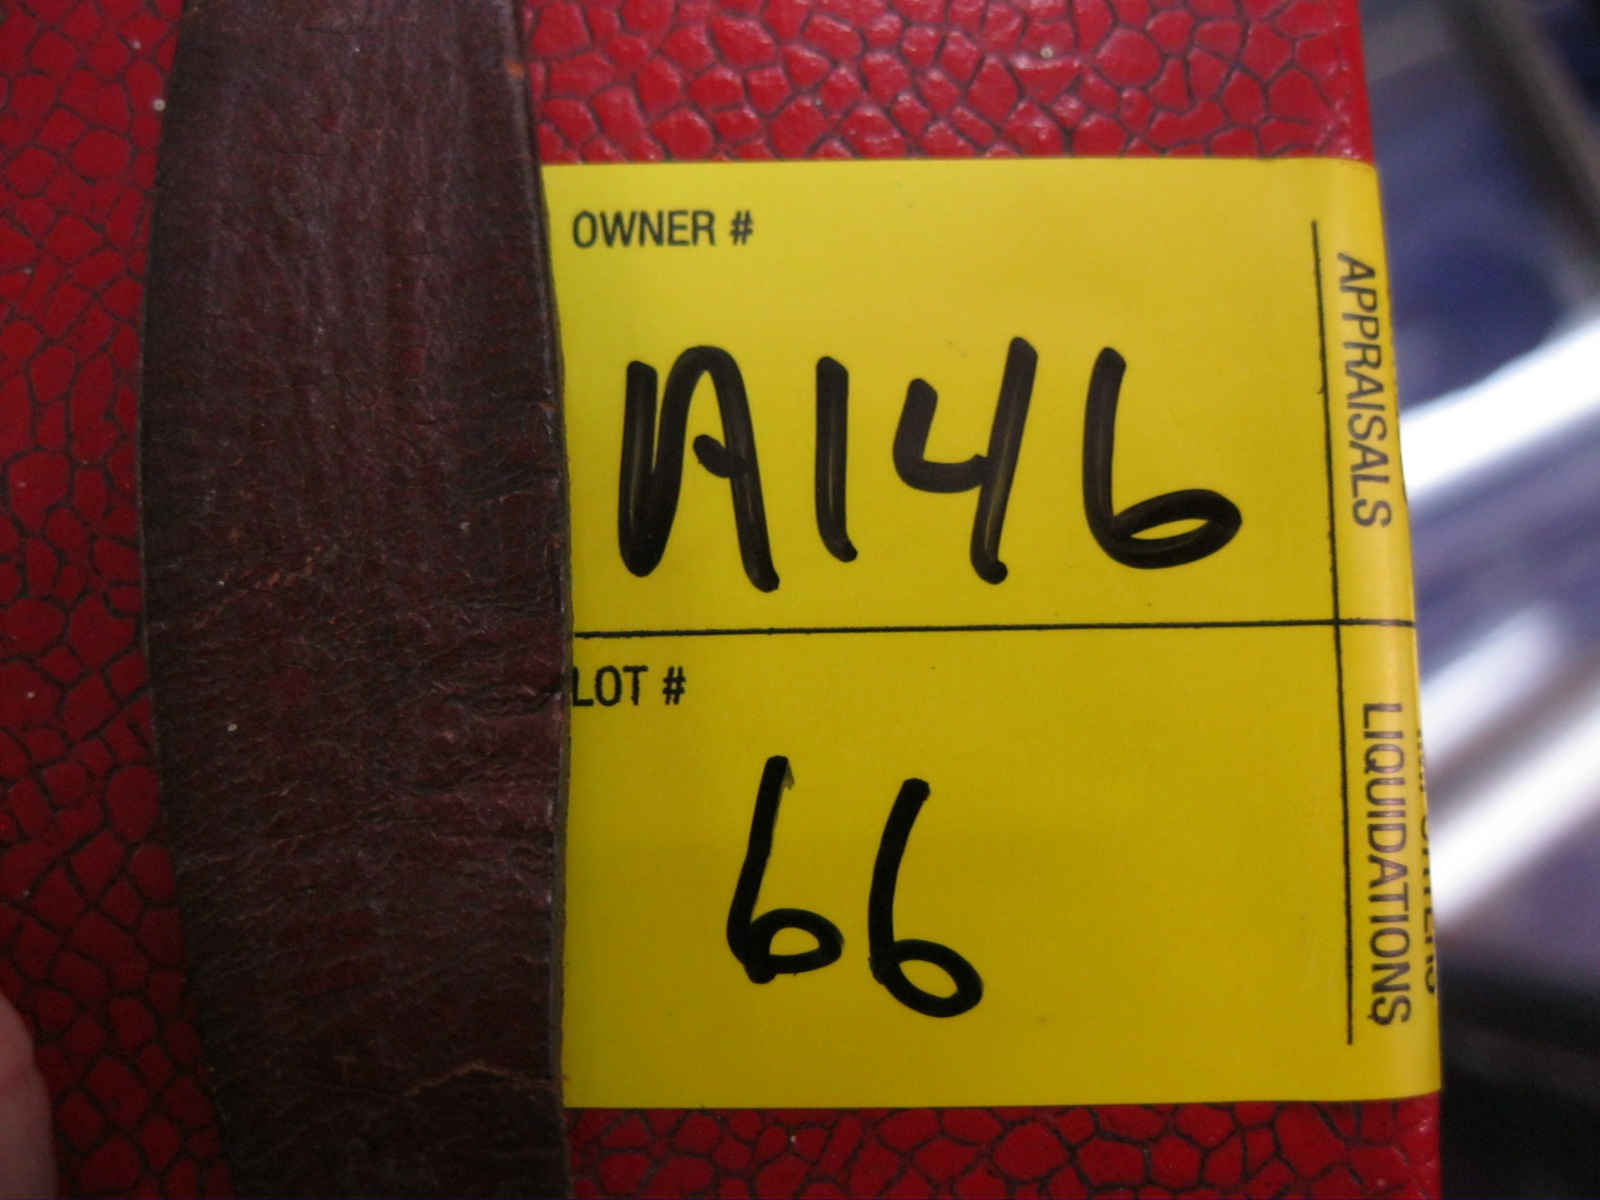 OWNER #
A146
LOT #
66
APPRAISALS
LIQUIDATIONS